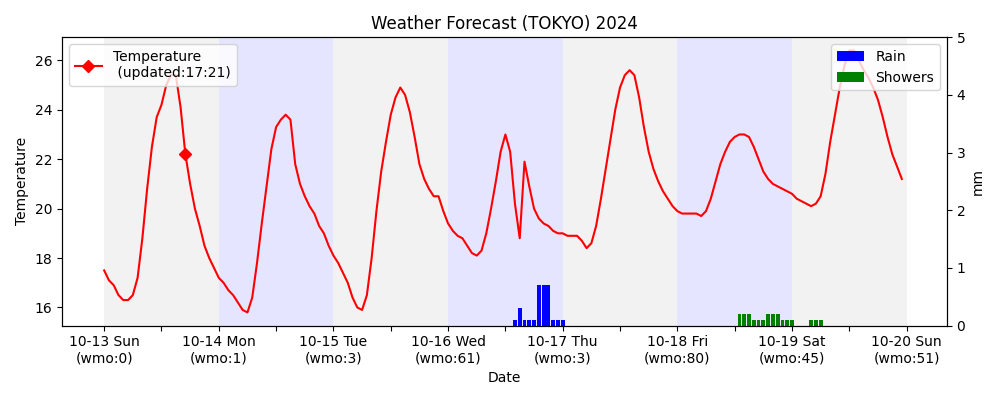 Weather Forecast (TOKYO) 2024
Temperature
(updated:17:21)
Rain
Showers
Temperature
26
24
22
20
18
16
5
4
3
2
1
0
mm
10-13 Sun
(wmo:0)
10-14 Mon
(wmo:1)
10-15 Tue
(wmo:3)
10-16 Wed
(wmo:61)
10-17 Thu
(wmo:3)
10-18 Fri
(wmo:80)
10-19 Sat
(wmo:45)
10-20 Sun
(wmo:51)
Date